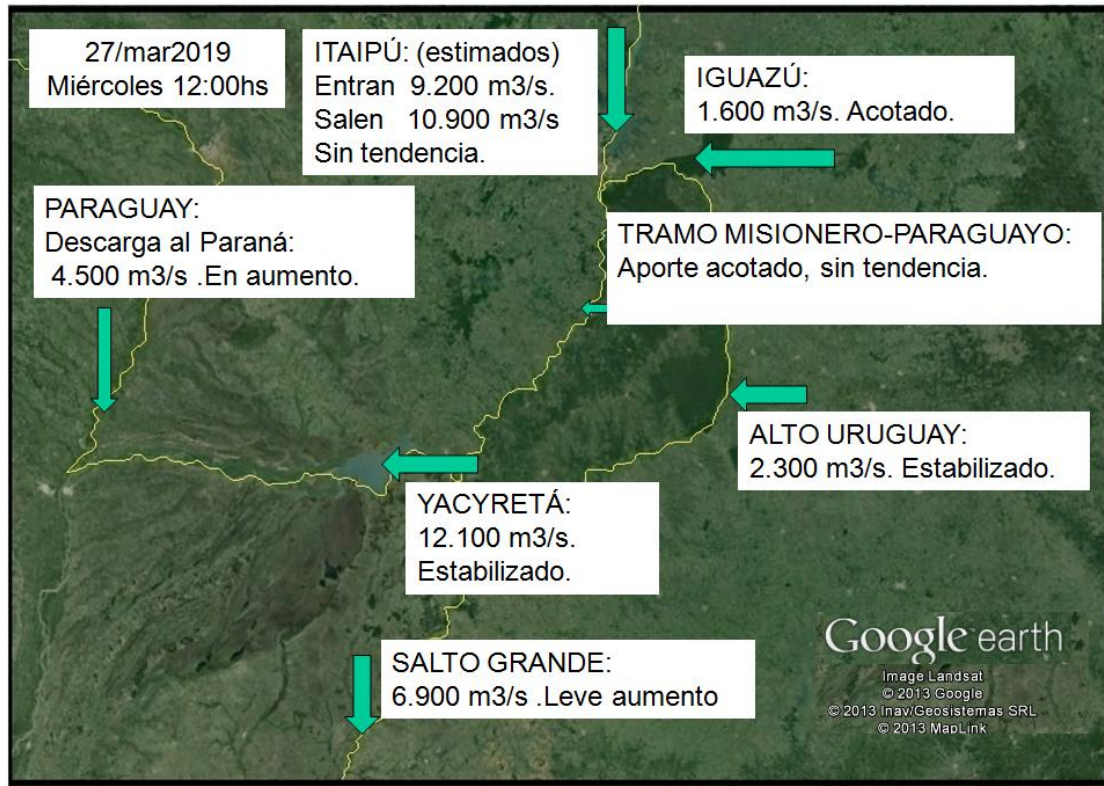 27/mar2019
Miércoles 12:00hs
ITAIPÚ: (estimados)
Entran 9.200 m3/s.
Salen 10.900 m3/s
Sin tendencia.
IGUAZÚ:
1.600 m3/s. Acotado.
PARAGUAY:
Descarga al Paraná:
4.500 m3/s .En aumento.
TRAMO MISIONERO-PARAGUAYO:
Aporte acotado, sin tendencia.
ALTO URUGUAY:
2.300 m3/s. Estabilizado.
YACYRETÁ:
12.100 m3/s.
Estabilizado.
SALTO GRANDE:
6.900 m3/s .Leve aumento
Google earth
Image Landsat
© 2013 Google
© 2013 Inav/Geosistemas SRL
© 2013 MapLink